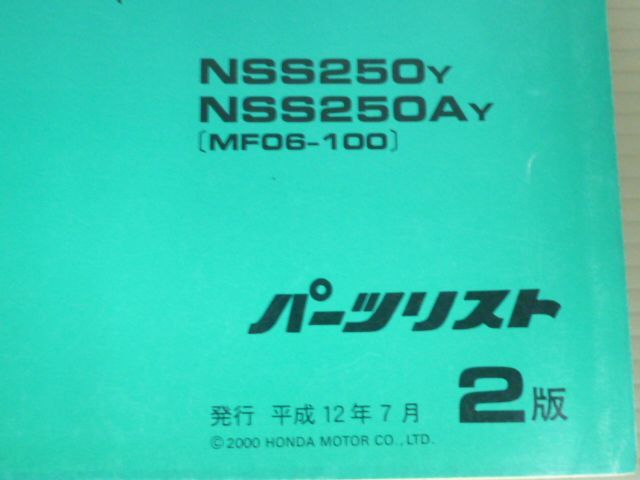 NSS250Y
NSS250AY
[MF06-100]
パーツリスト
2版
発行 平成12年7月
©2000 HONDA MOTOR CO., LTD.